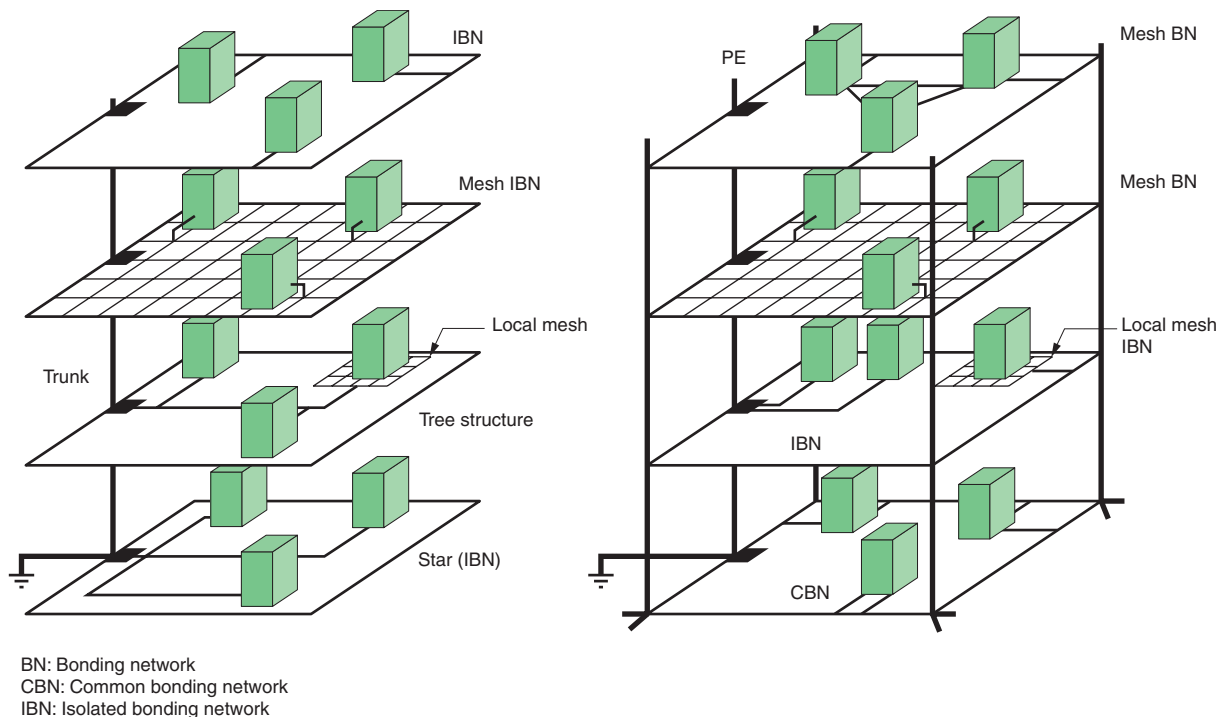 IBN
Mesh IBN
Local mesh
Trunk
Tree structure
Star (IBN)
PE
Mesh BN
Mesh BN
Local mesh
IBN
IBN
CBN
BN: Bonding network
CBN: Common bonding network
IBN: Isolated bonding network